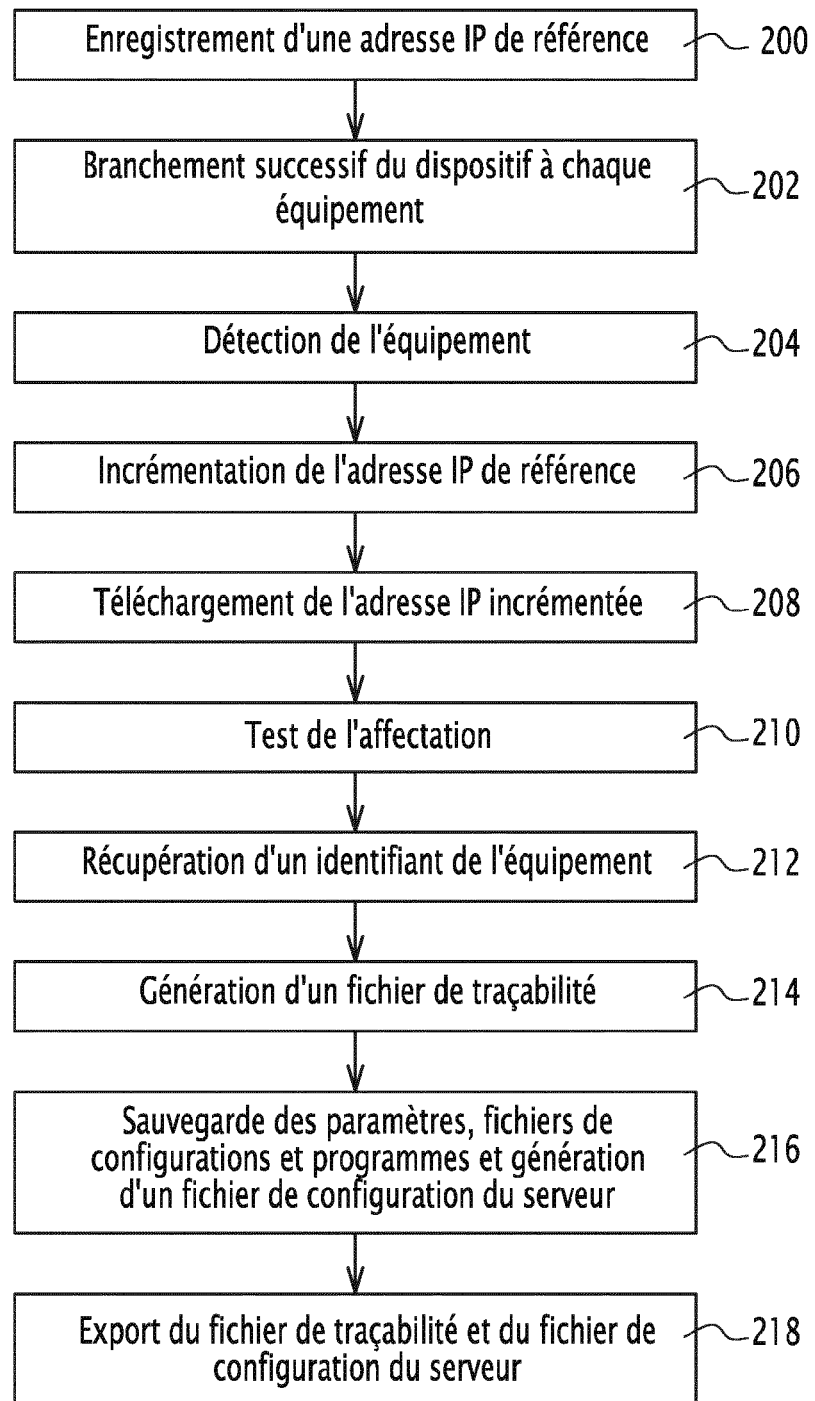 Enregistrement d'une adresse IP de référence
200
Branchement successif du dispositif à chaque
équipement
202
Détection de l'équipement
204
Incrémentation de l'adresse IP de référence
206
Téléchargement de l'adresse IP incrémentée
208
Test de l'affectation
210
Récupération d'un identifiant de l'équipement
212
Génération d'un fichier de traçabilité
214
Sauvegarde des paramètres, fichiers de
configurations et programmes et génération
d'un fichier de configuration du serveur
216
Export du fichier de traçabilité et du fichier de
configuration du serveur
218